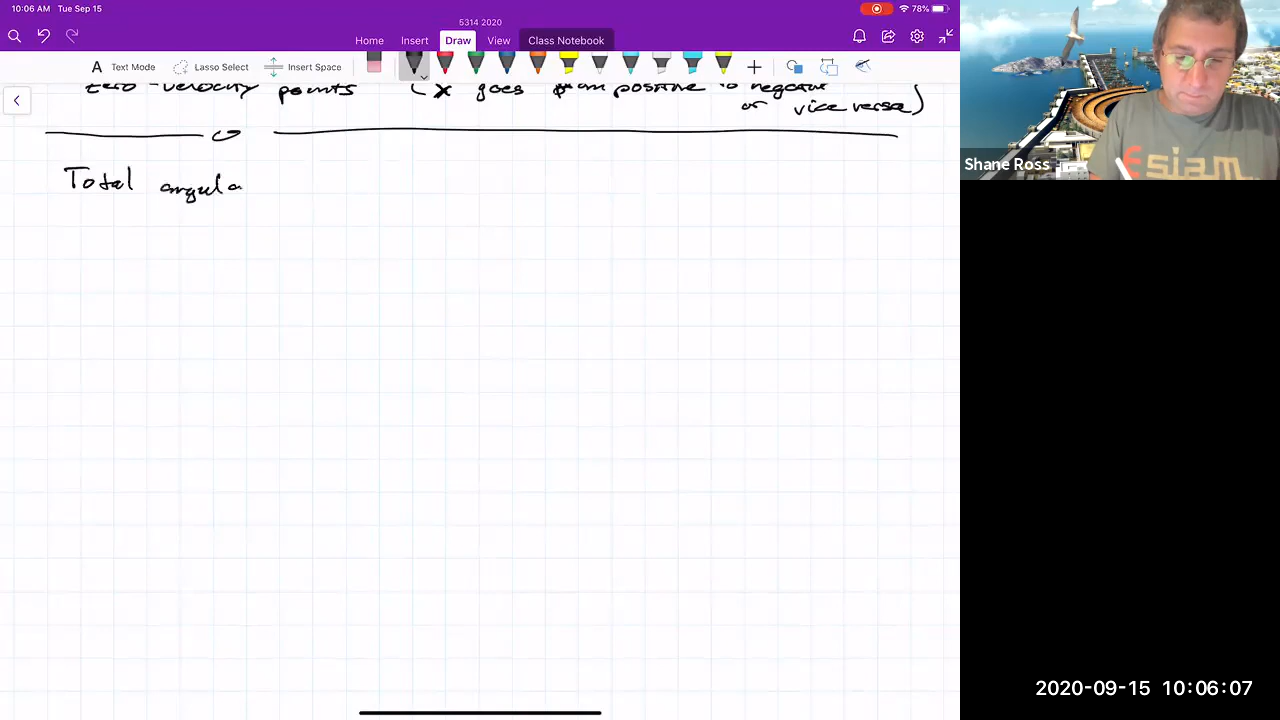 10:06 AM Tue Sep 15
78%
5314 2020
Home Insert Draw View Class Notebook
A Text Mode Lasso Select Insert Space
zero-velocity points (x goes from positive to negative
or vice versa)
Total angula
Shane Ross
siam
2020-09-15 10:06:07